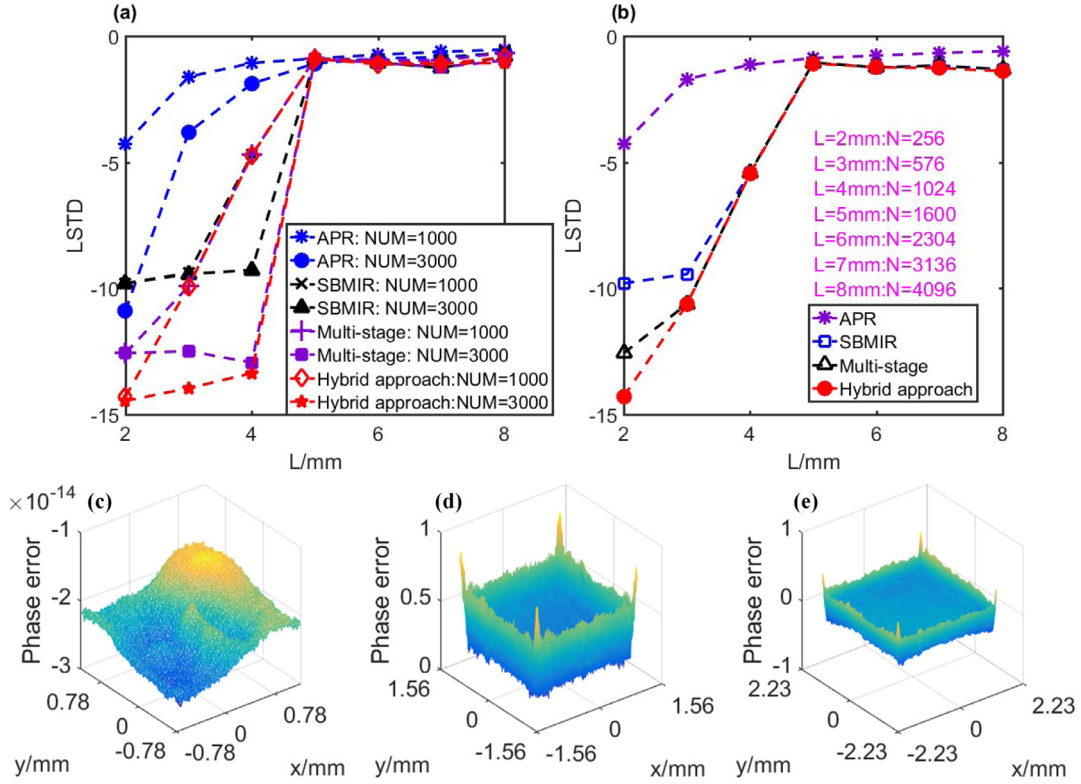 (a)
0
-5
-10
-15
LSTD
2
4
6
8
L/mm
APR: NUM=1000
APR: NUM=3000
SBMIR: NUM=1000
SBMIR: NUM=3000
Multi-stage: NUM=1000
Multi-stage: NUM=3000
Hybrid approach:NUM=1000
Hybrid approach:NUM=3000
(b)
0
-5
-10
-15
LSTD
2
4
6
8
L/mm
L=2mm:N=256
L=3mm:N=576
L=4mm:N=1024
L=5mm:N=1600
L=6mm:N=2304
L=7mm:N=3136
L=8mm:N=4096
APR
SBMIR
Multi-stage
Hybrid approach
(c)
×10-14
-1
-2
-3
Phase error
0.78
0
-0.78
y/mm
-0.78
0
0.78
x/mm
(d)
1
0.5
0
Phase error
1.56
0
-1.56
y/mm
-1.56
0
1.56
x/mm
(e)
1
0
-1
Phase error
2.23
0
-2.23
y/mm
-2.23
0
2.23
x/mm